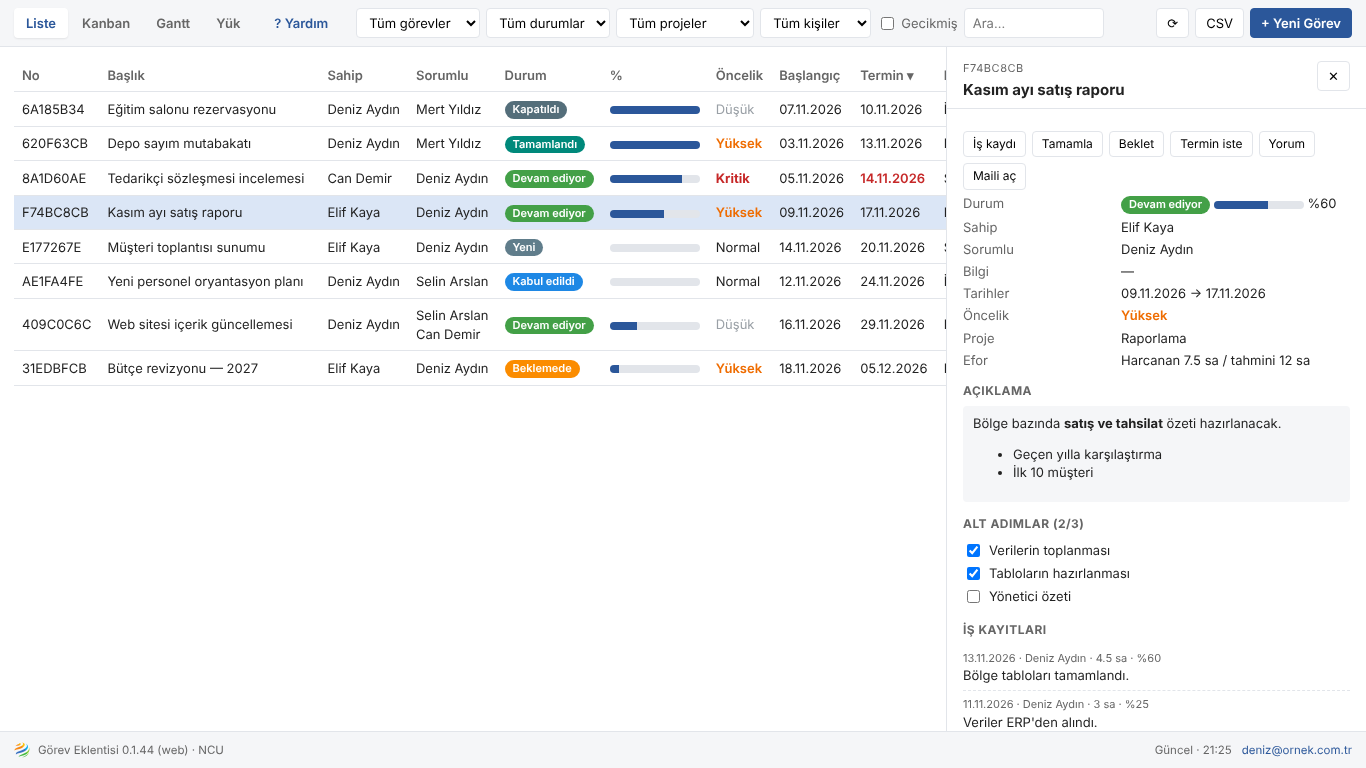 Liste Kanban Gantt Yük ? Yardım Tüm görevler Tüm durumlar Tüm projeler Tüm kişiler Gecikmiş Ara... ⟳ CSV + Yeni Görev
No Başlık Sahip Sorumlu Durum % Öncelik Başlangıç Termin ▾
6A185B34 Eğitim salonu rezervasyonu Deniz Aydın Mert Yıldız Kapatıldı Düşük 07.11.2026 10.11.2026
620F63CB Depo sayım mutabakatı Deniz Aydın Mert Yıldız Tamamlandı Yüksek 03.11.2026 13.11.2026
8A1D60AE Tedarikçi sözleşmesi incelemesi Can Demir Deniz Aydın Devam ediyor Kritik 05.11.2026 14.11.2026
F74BC8CB Kasım ayı satış raporu Elif Kaya Deniz Aydın Devam ediyor Yüksek 09.11.2026 17.11.2026
E177267E Müşteri toplantısı sunumu Elif Kaya Deniz Aydın Yeni Normal 14.11.2026 20.11.2026
AE1FA4FE Yeni personel oryantasyon planı Deniz Aydın Selin Arslan Kabul edildi Normal 12.11.2026 24.11.2026
409C0C6C Web sitesi içerik güncellemesi Deniz Aydın Selin Arslan Can Demir Devam ediyor Düşük 16.11.2026 29.11.2026
31EDBFCB Bütçe revizyonu — 2027 Elif Kaya Deniz Aydın Beklemede Yüksek 18.11.2026 05.12.2026
F74BC8CB
Kasım ayı satış raporu ✕
İş kaydı Tamamla Beklet Termin iste Yorum
Maili aç
Durum Devam ediyor %60
Sahip Elif Kaya
Sorumlu Deniz Aydın
Bilgi —
Tarihler 09.11.2026 → 17.11.2026
Öncelik Yüksek
Proje Raporlama
Efor Harcanan 7.5 sa / tahmini 12 sa
AÇIKLAMA
Bölge bazında satış ve tahsilat özeti hazırlanacak.
• Geçen yılla karşılaştırma
• İlk 10 müşteri
ALT ADIMLAR (2/3)
Verilerin toplanması
Tabloların hazırlanması
Yönetici özeti
İŞ KAYITLARI
13.11.2026 · Deniz Aydın · 4.5 sa · %60
Bölge tabloları tamamlandı.
11.11.2026 · Deniz Aydın · 3 sa · %25
Veriler ERP'den alındı.
Görev Eklentisi 0.1.44 (web) · NCU Güncel · 21:25 deniz@ornek.com.tr